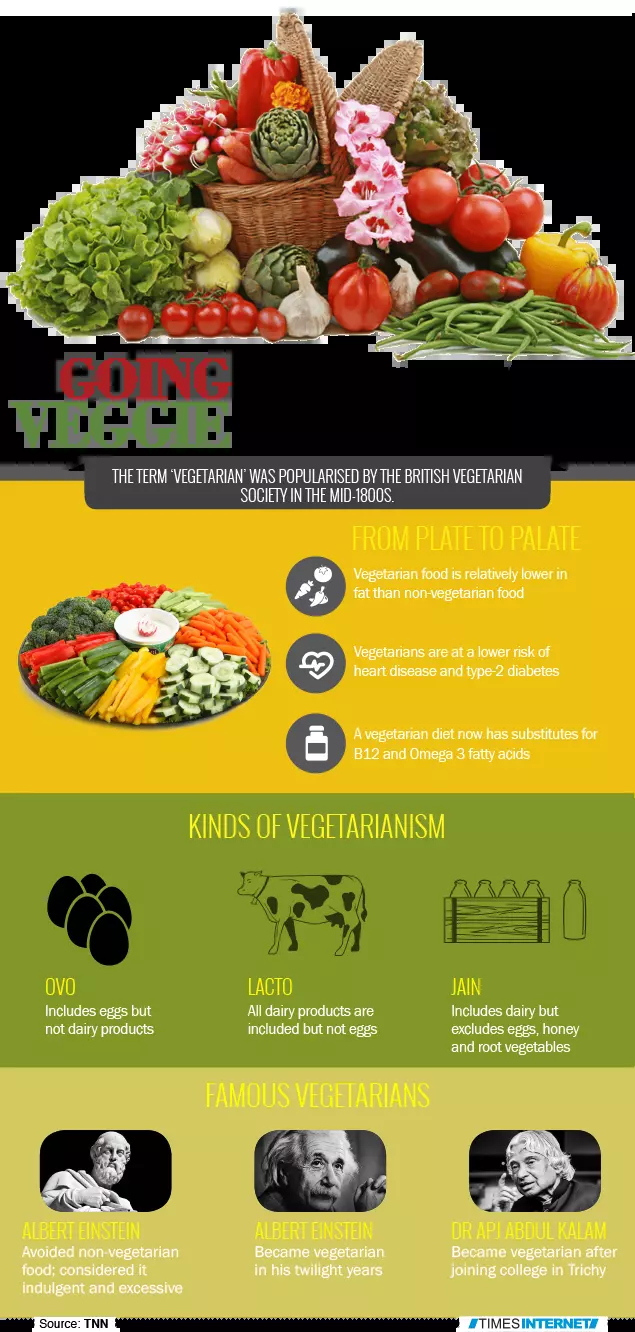 GOING
VEGGIE
THE TERM ‘VEGETARIAN’ WAS POPULARISED BY THE BRITISH VEGETARIAN
SOCIETY IN THE MID-1800S.
FROM PLATE TO PALATE
Vegetarian food is relatively lower in
fat than non-vegetarian food
Vegetarians are at a lower risk of
heart disease and type-2 diabetes
A vegetarian diet now has substitutes for
B12 and Omega 3 fatty acids
KINDS OF VEGETARIANISM
OVO
Includes eggs but
not dairy products
LACTO
All dairy products are
included but not eggs
JAIN
Includes dairy but
excludes eggs, honey
and root vegetables
FAMOUS VEGETARIANS
ALBERT EINSTEIN
Avoided non-vegetarian
food; considered it
indulgent and excessive
ALBERT EINSTEIN
Became vegetarian
in his twilight years
DR APJ ABDUL KALAM
Became vegetarian after
joining college in Trichy
Source: TNN
TIMES INTERNET